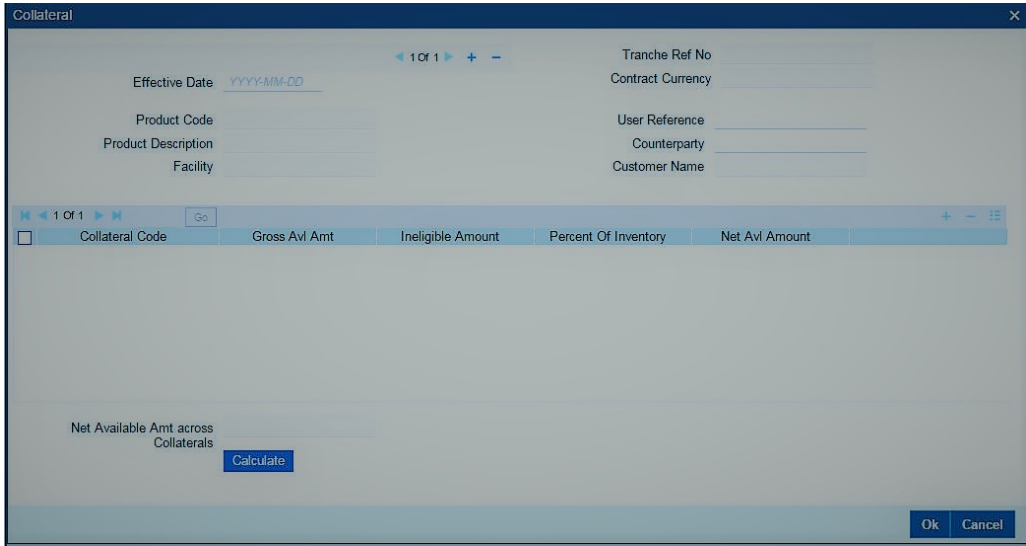 Collateral
1 Of 1
Tranche Ref No
Effective Date YYYY-MM-DD
Contract Currency
Product Code
User Reference
Product Description
Counterparty
Facility
Customer Name
1 Of 1 Go
Collateral Code Gross Avl Amt Ineligible Amount Percent Of Inventory Net Avl Amount
Net Available Amt across
Collaterals
Calculate
Ok Cancel